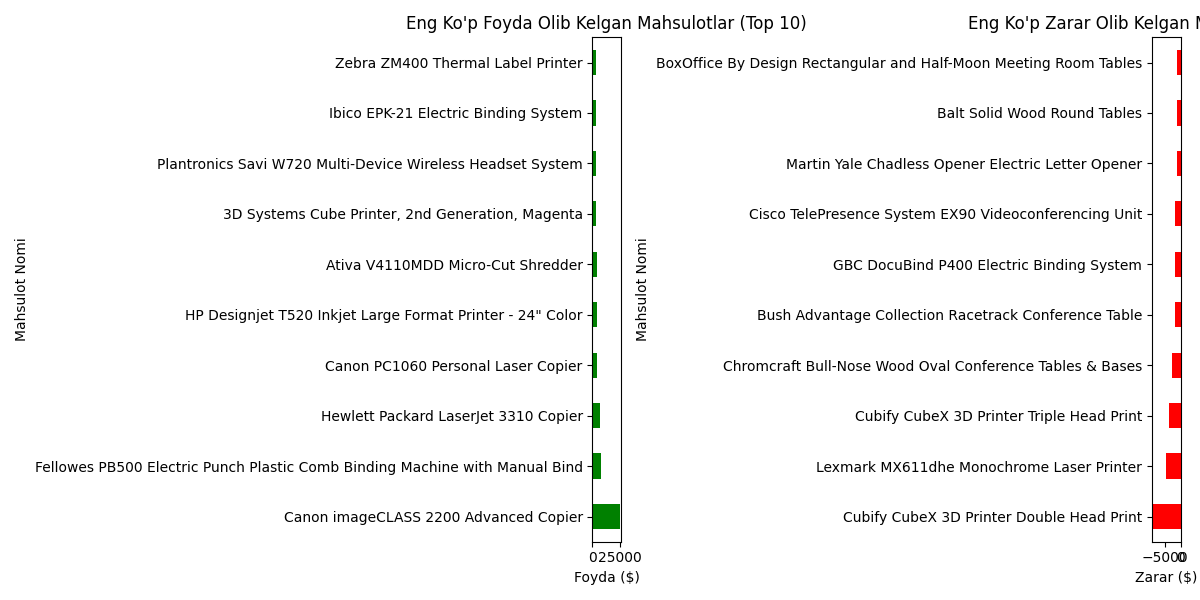 Eng Ko'p Foyda Olib Kelgan Mahsulotlar (Top 10)
Mahsulot Nomi
Zebra ZM400 Thermal Label Printer
Ibico EPK-21 Electric Binding System
Plantronics Savi W720 Multi-Device Wireless Headset System
3D Systems Cube Printer, 2nd Generation, Magenta
Ativa V4110MDD Micro-Cut Shredder
HP Designjet T520 Inkjet Large Format Printer - 24" Color
Canon PC1060 Personal Laser Copier
Hewlett Packard LaserJet 3310 Copier
Fellowes PB500 Electric Punch Plastic Comb Binding Machine with Manual Bind
Canon imageCLASS 2200 Advanced Copier
0 25000
Foyda ($)
Eng Ko'p Zarar Olib Kelgan
Mahsulot Nomi
BoxOffice By Design Rectangular and Half-Moon Meeting Room Tables
Balt Solid Wood Round Tables
Martin Yale Chadless Opener Electric Letter Opener
Cisco TelePresence System EX90 Videoconferencing Unit
GBC DocuBind P400 Electric Binding System
Bush Advantage Collection Racetrack Conference Table
Chromcraft Bull-Nose Wood Oval Conference Tables & Bases
Cubify CubeX 3D Printer Triple Head Print
Lexmark MX611dhe Monochrome Laser Printer
Cubify CubeX 3D Printer Double Head Print
−5000 0
Zarar ($)